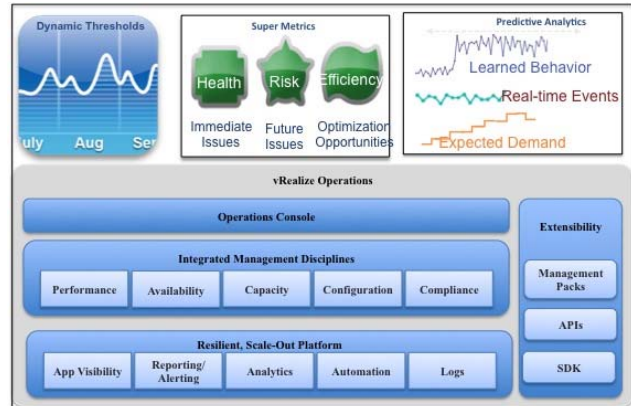 Dynamic Thresholds
uly Aug Sep
Super Metrics
Health Risk Efficiency
Immediate Issues
Future Issues
Optimization Opportunities
Predictive Analytics
Learned Behavior
Real-time Events
Expected Demand
vRealize Operations
Operations Console
Integrated Management Disciplines
Performance
Availability
Capacity
Configuration
Compliance
Resilient, Scale-Out Platform
App Visibility
Reporting/
Alerting
Analytics
Automation
Logs
Extensibility
Management
Packs
APIs
SDK